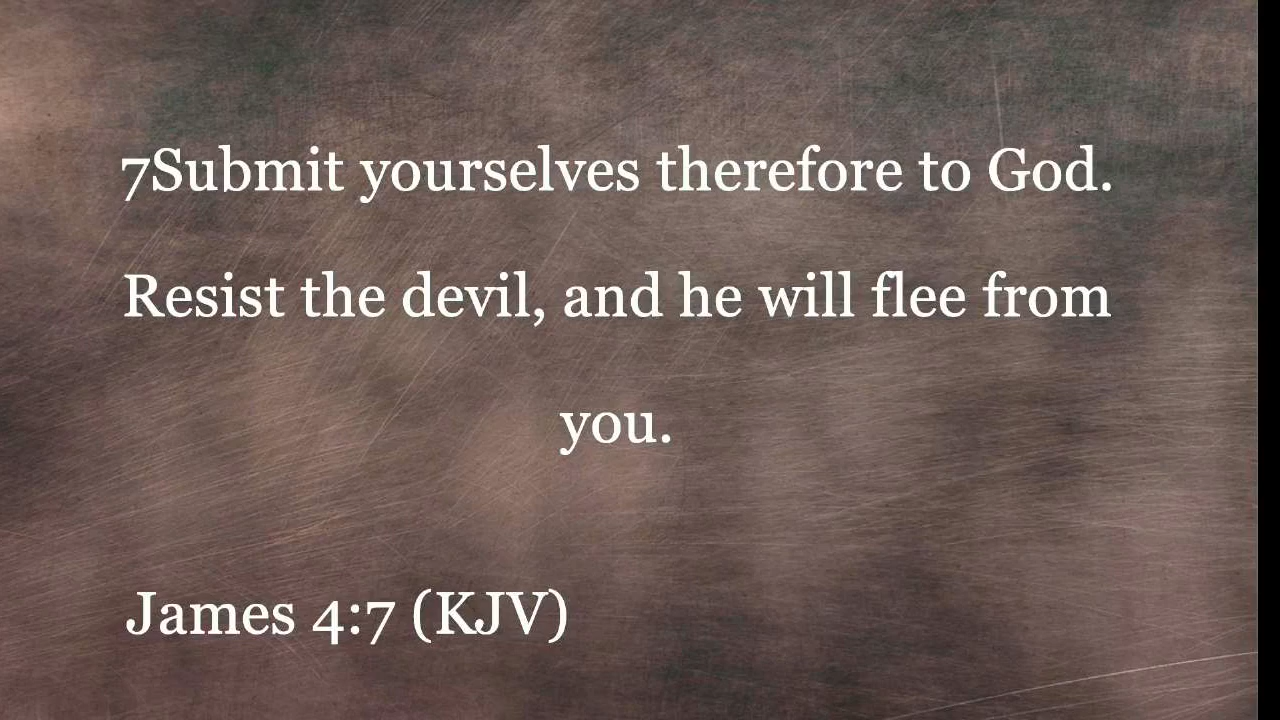 7Submit yourselves therefore to God.
Resist the devil, and he will flee from
you.
James 4:7 (KJV)